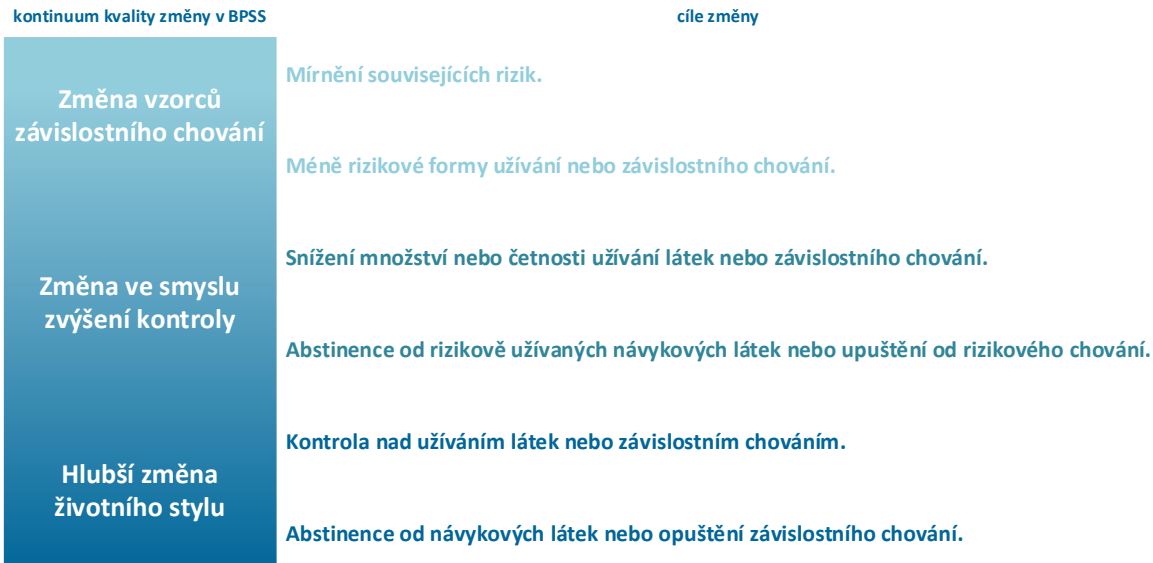 kontinuum kvality změny v BPSS
cíle změny
Změna vzorců
závislostního chování
Mírnění souvisejících rizik.
Méně rizikové formy užívání nebo závislostního chování.
Změna ve smyslu
zvýšení kontroly
Snížení množství nebo četnosti užívání látek nebo závislostního chování.
Abstinence od rizikově užívaných návykových látek nebo upuštění od rizikového chování.
Hlubší změna
životního stylu
Kontrola nad užíváním látek nebo závislostním chováním.
Abstinence od návykových látek nebo opuštění závislostního chování.